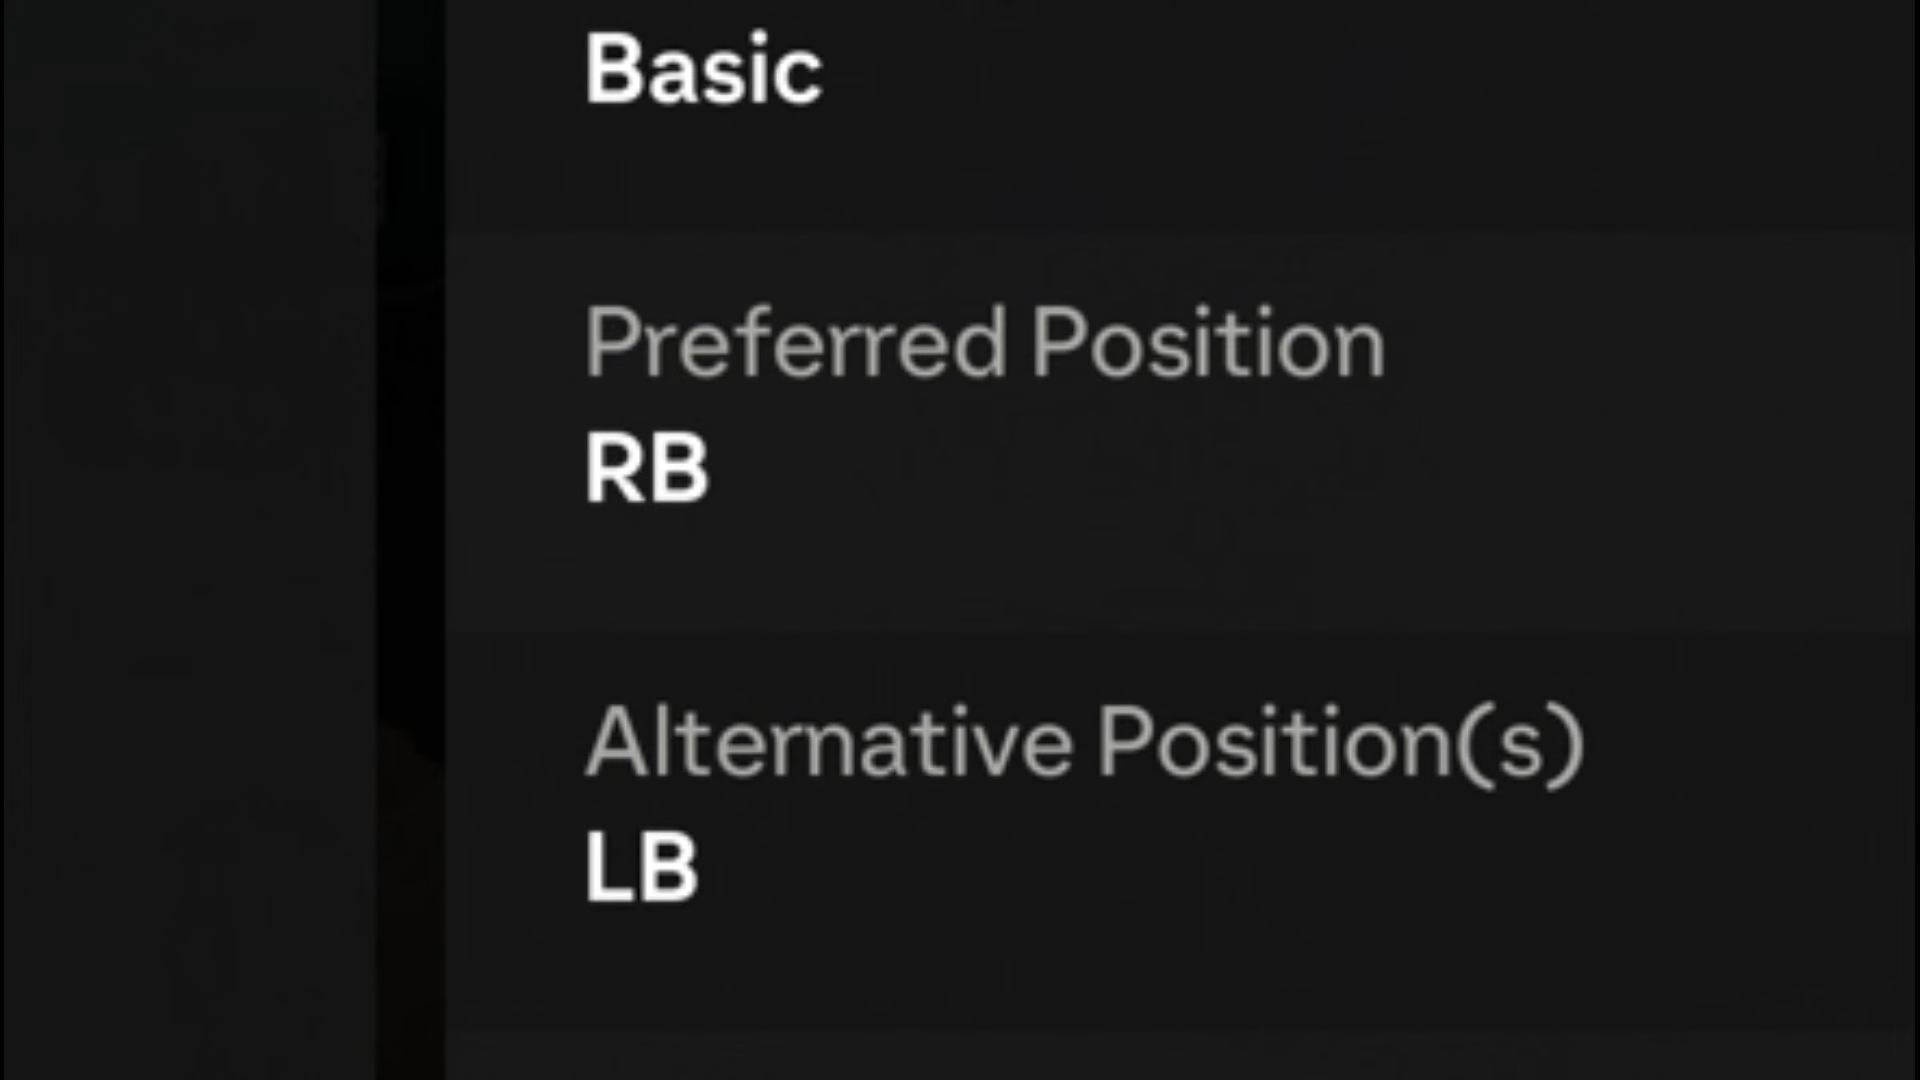 Basic
Preferred Position
RB
Alternative Position(s)
LB